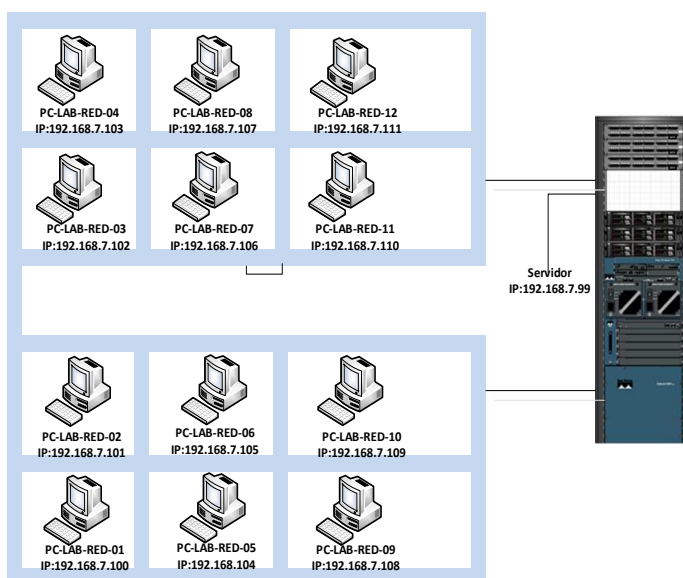 PC-LAB-RED-04
IP:192.168.7.103
PC-LAB-RED-08
IP:192.168.7.107
PC-LAB-RED-12
IP:192.168.7.111
PC-LAB-RED-03
IP:192.168.7.102
PC-LAB-RED-07
IP:192.168.7.106
PC-LAB-RED-11
IP:192.168.7.110
Servidor
IP:192.168.7.99
PC-LAB-RED-02
IP:192.168.7.101
PC-LAB-RED-06
IP:192.168.7.105
PC-LAB-RED-10
IP:192.168.7.109
PC-LAB-RED-01
IP:192.168.7.100
PC-LAB-RED-05
IP:192.168.104
PC-LAB-RED-09
IP:192.168.7.108